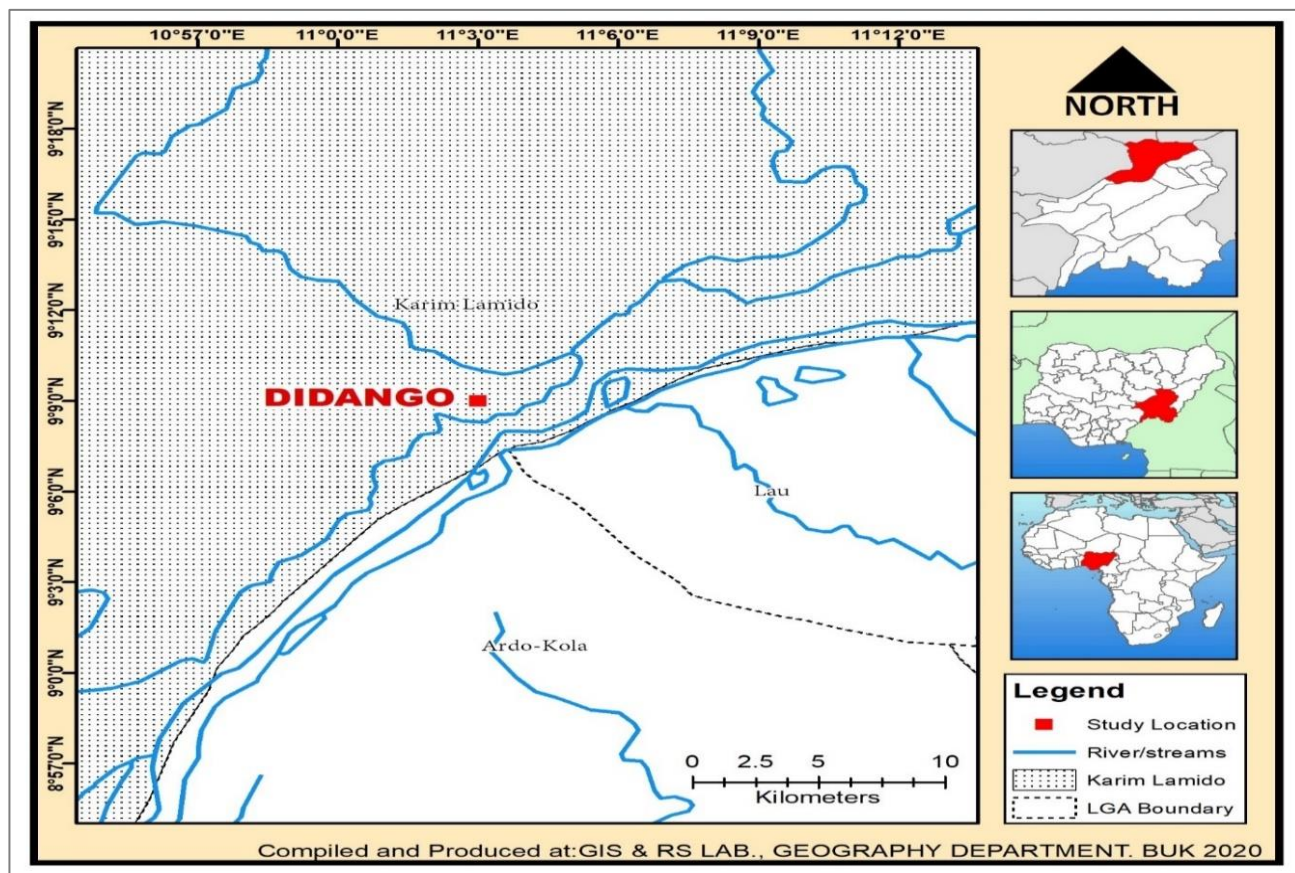 10°57'0"E 11°0'0"E 11°3'0"E 11°6'0"E 11°9'0"E 11°12'0"E
9°18'0"N
9°15'0"N
9°12'0"N
9°9'0"N
9°6'0"N
9°3'0"N
9°0'0"N
8°57'0"N
Karim Lamido
DIDANGO
Lau
Ardo-Kola
0 2.5 5 10
Kilometers
NORTH
Legend
Study Location
River/streams
Karim Lamido
LGA Boundary
Compiled and Produced at:GIS & RS LAB., GEOGRAPHY DEPARTMENT. BUK 2020